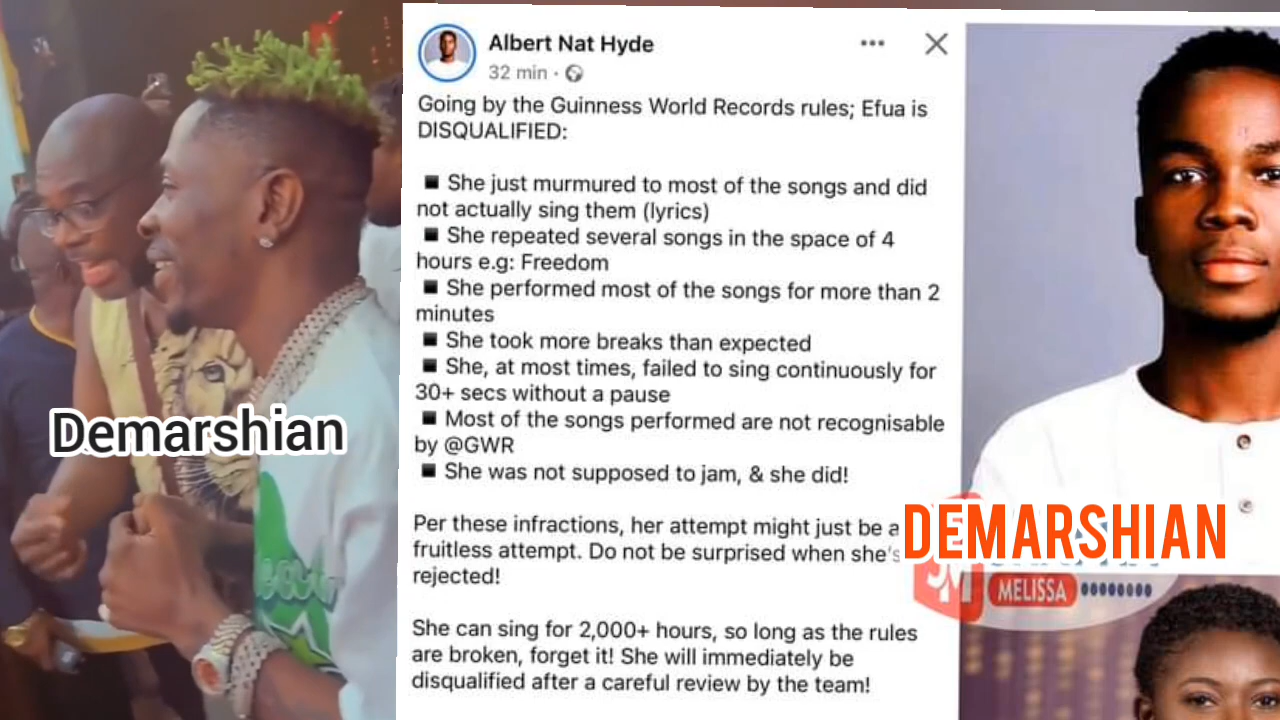 Albert Nat Hyde
32 min ·
Going by the Guinness World Records rules; Efua is
DISQUALIFIED:
■ She just murmured to most of the songs and did
not actually sing them (lyrics)
■ She repeated several songs in the space of 4
hours e.g: Freedom
■ She performed most of the songs for more than 2
minutes
■ She took more breaks than expected
■ She, at most times, failed to sing continuously for
30+ secs without a pause
■ Most of the songs performed are not recognisable
by @GWR
■ She was not supposed to jam, & she did!
Per these infractions, her attempt might just be a
fruitless attempt. Do not be surprised when she's
rejected!
She can sing for 2,000+ hours, so long as the rules
are broken, forget it! She will immediately be
disqualified after a careful review by the team!
Demarshian
DEMARSHIAN
MELISSA